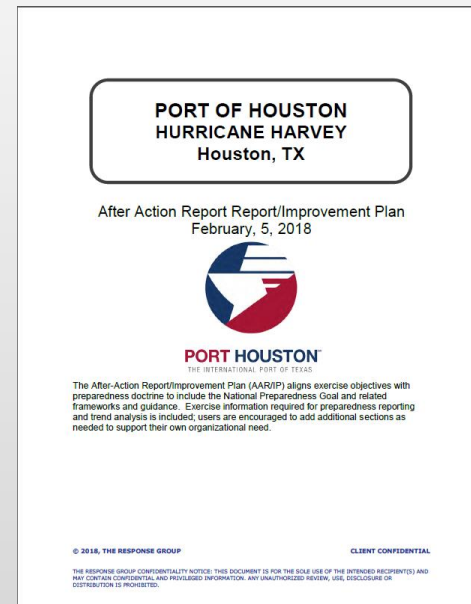 PORT OF HOUSTON
HURRICANE HARVEY
Houston, TX
After Action Report Report/Improvement Plan
February, 5, 2018
PORT HOUSTON™
THE INTERNATIONAL PORT OF TEXAS
The After-Action Report/Improvement Plan (AAR/IP) aligns exercise objectives with
preparedness doctrine to include the National Preparedness Goal and related
frameworks and guidance. Exercise information required for preparedness reporting
and trend analysis is included; users are encouraged to add additional sections as
needed to support their own organizational need.
© 2018, THE RESPONSE GROUP
CLIENT CONFIDENTIAL
THE RESPONSE GROUP CONFIDENTIALITY NOTICE: THIS DOCUMENT IS FOR THE SOLE USE OF THE INTENDED RECIPIENT(S) AND
MAY CONTAIN CONFIDENTIAL AND PRIVILEGED INFORMATION. ANY UNAUTHORIZED REVIEW, USE, DISCLOSURE OR
DISTRIBUTION IS PROHIBITED.